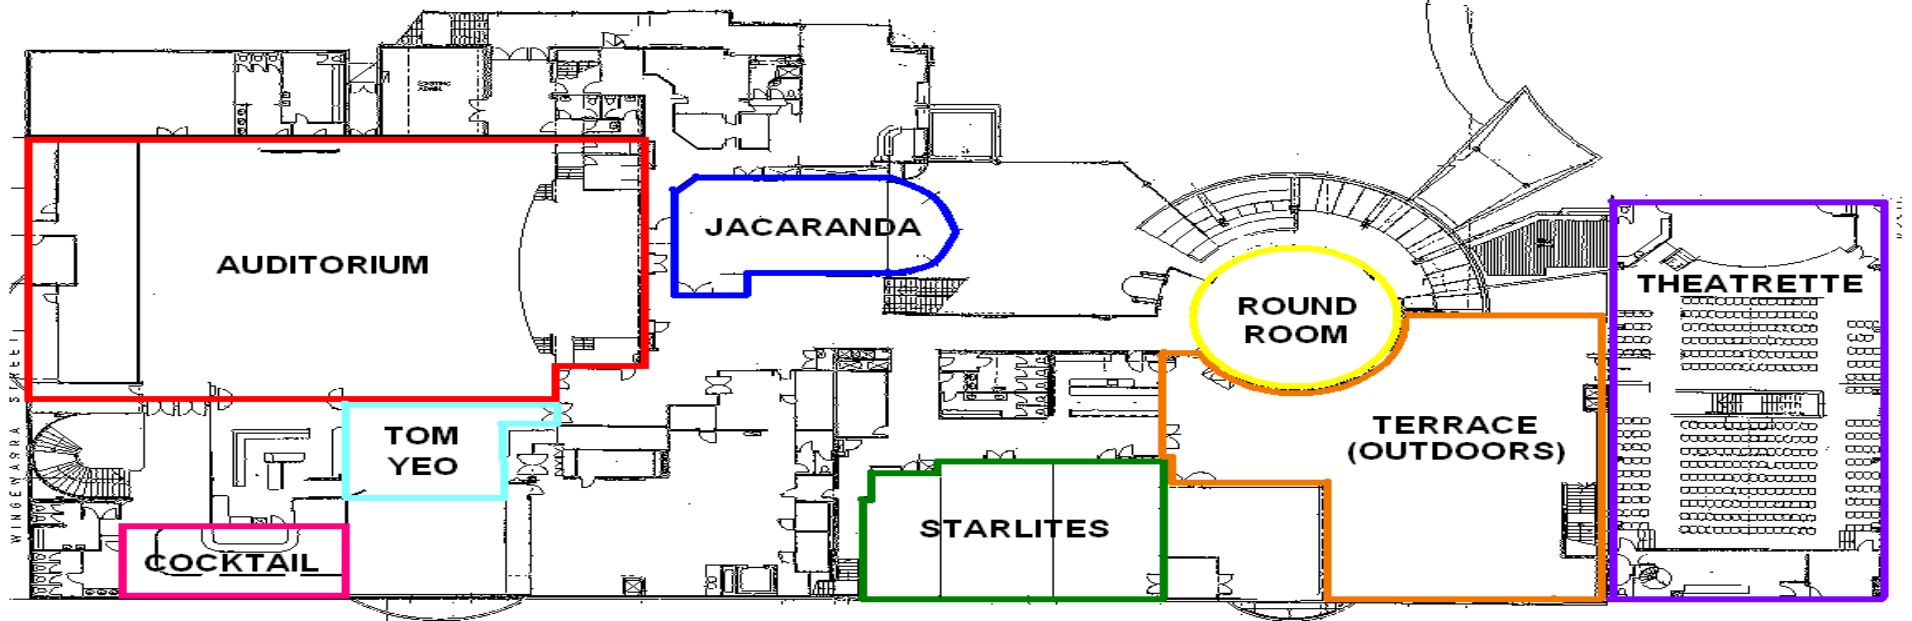 JACARANDA
AUDITORIUM
THEATRETTE
ROUND
ROOM
TERRACE
(OUTDOORS)
TOM
YEO
STARLITES
COCKTAIL
WINGEWARRA STREET